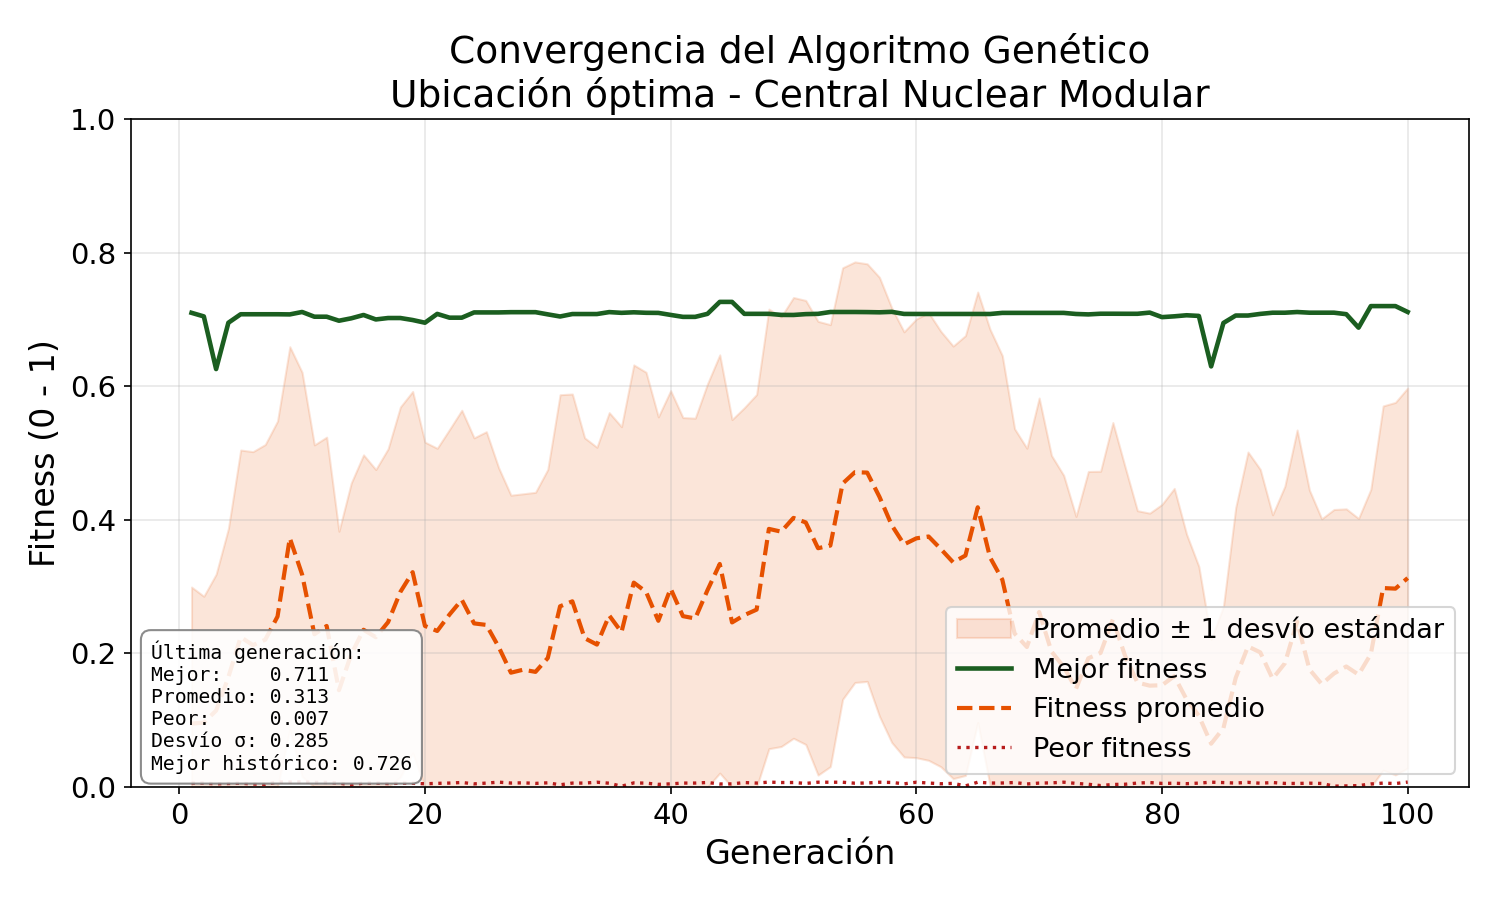 Convergencia del Algoritmo Genético
Ubicación óptima - Central Nuclear Modular
Fitness (0 - 1)
1.0
0.8
0.6
0.4
0.2
0.0
Última generación:
Mejor: 0.711
Promedio: 0.313
Peor: 0.007
Desvío σ: 0.285
Mejor histórico: 0.726
Promedio ± 1 desvío estándar
Mejor fitness
Fitness promedio
Peor fitness
0 20 40 60 80 100
Generación